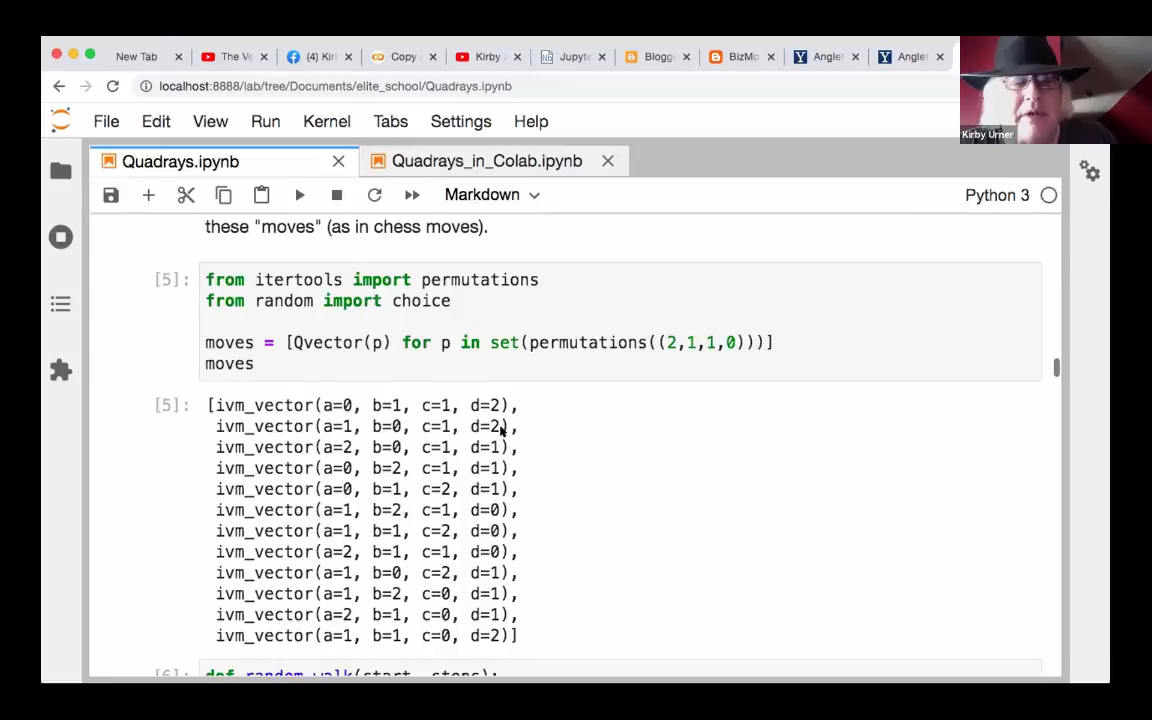 New Tab
The V
(4) Kir
Copy
Kirby
Jupyte
Blogg
BizMo
Anglet
Anglet
localhost:8888/lab/tree/Documents/elite_school/Quadrays.ipynb
Kirby Urner
File Edit View Run Kernel Tabs Settings Help
Quadrays.ipynb
Quadrays_in_Colab.ipynb
Markdown
Python 3
these "moves" (as in chess moves).
[5]: from itertools import permutations
from random import choice
moves = [Qvector(p) for p in set(permutations((2,1,1,0)))]
moves
[5]: [ivm_vector(a=0, b=1, c=1, d=2),
ivm_vector(a=1, b=0, c=1, d=2),
ivm_vector(a=2, b=0, c=1, d=1),
ivm_vector(a=0, b=2, c=1, d=1),
ivm_vector(a=0, b=1, c=2, d=1),
ivm_vector(a=1, b=2, c=1, d=0),
ivm_vector(a=1, b=1, c=2, d=0),
ivm_vector(a=2, b=1, c=1, d=0),
ivm_vector(a=1, b=0, c=2, d=1),
ivm_vector(a=1, b=2, c=0, d=1),
ivm_vector(a=2, b=1, c=0, d=1),
ivm_vector(a=1, b=1, c=0, d=2)]
[6]: def random_walk(start, steps):